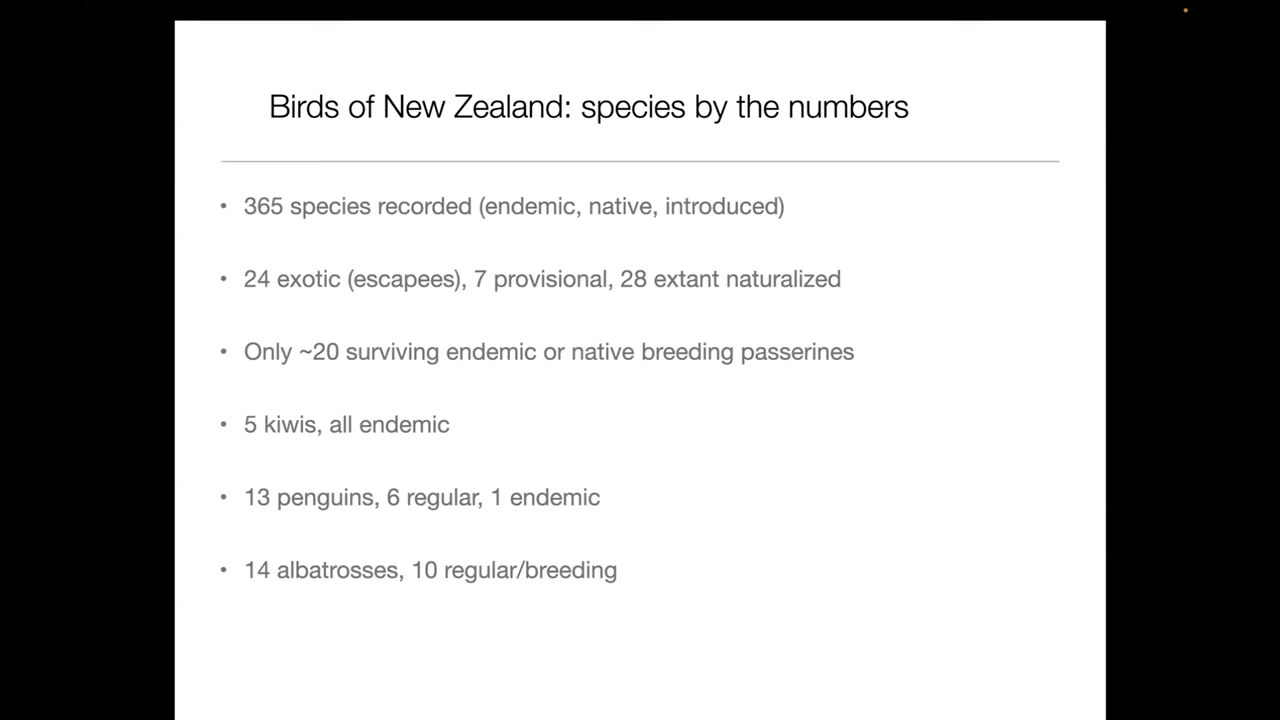 Birds of New Zealand: species by the numbers
• 365 species recorded (endemic, native, introduced)
• 24 exotic (escapees), 7 provisional, 28 extant naturalized
• Only ~20 surviving endemic or native breeding passerines
• 5 kiwis, all endemic
• 13 penguins, 6 regular, 1 endemic
• 14 albatrosses, 10 regular/breeding